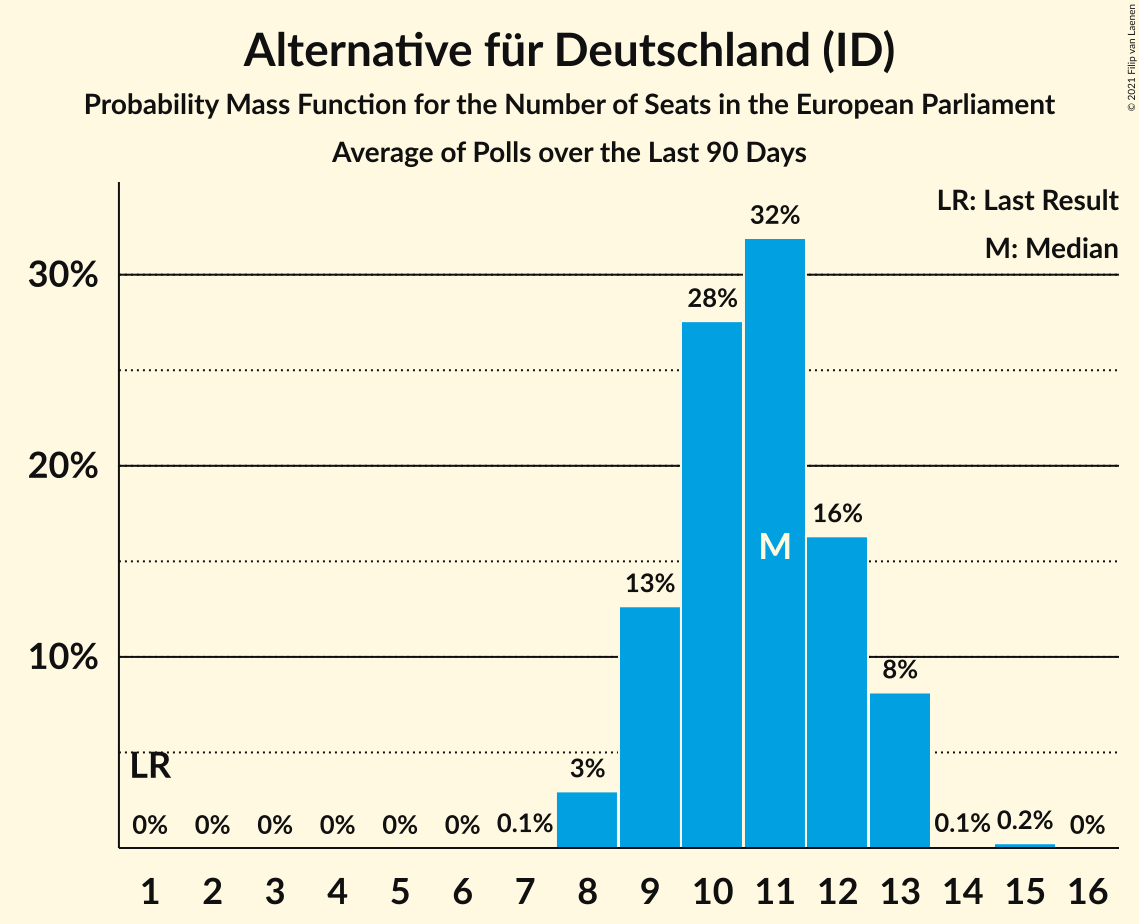 Alternative für Deutschland (ID)
Probability Mass Function for the Number of Seats in the European Parliament
Average of Polls over the Last 90 Days
© 2021 Filip van Laenen
LR: Last Result
M: Median
32%
30%
28%
20%
16%
M
13%
10%
8%
LR
3%
0% 0% 0% 0% 0% 0% 0.1% 0.1% 0.2% 0%
1 2 3 4 5 6 7 8 9 10 11 12 13 14 15 16